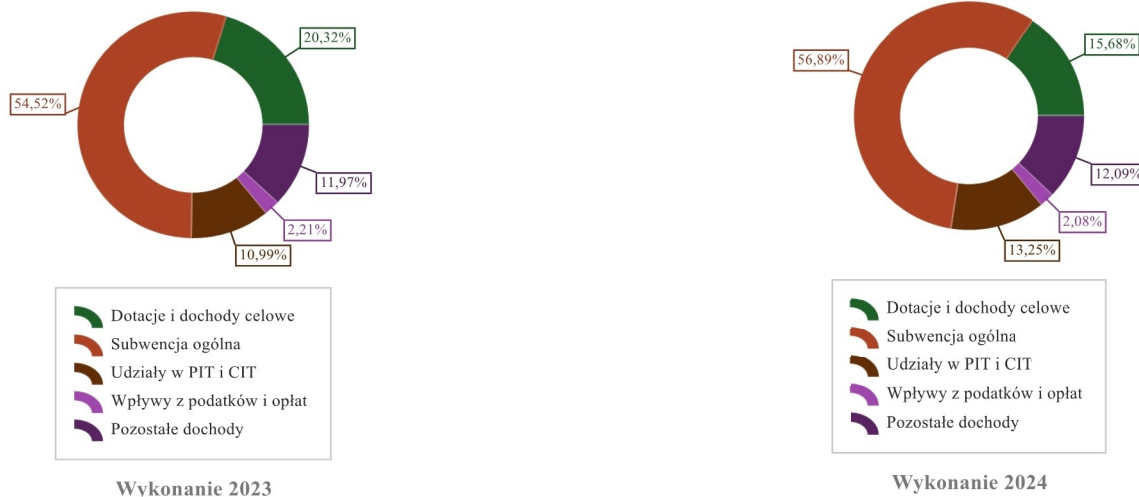 20,32%
54,52%
11,97%
2,21%
10,99%
Dotacje i dochody celowe
Subwencja ogólna
Udziały w PIT i CIT
Wpływy z podatków i opłat
Pozostałe dochody
Wykonanie 2023
56,89%
15,68%
12,09%
2,08%
13,25%
Dotacje i dochody celowe
Subwencja ogólna
Udziały w PIT i CIT
Wpływy z podatków i opłat
Pozostałe dochody
Wykonanie 2024